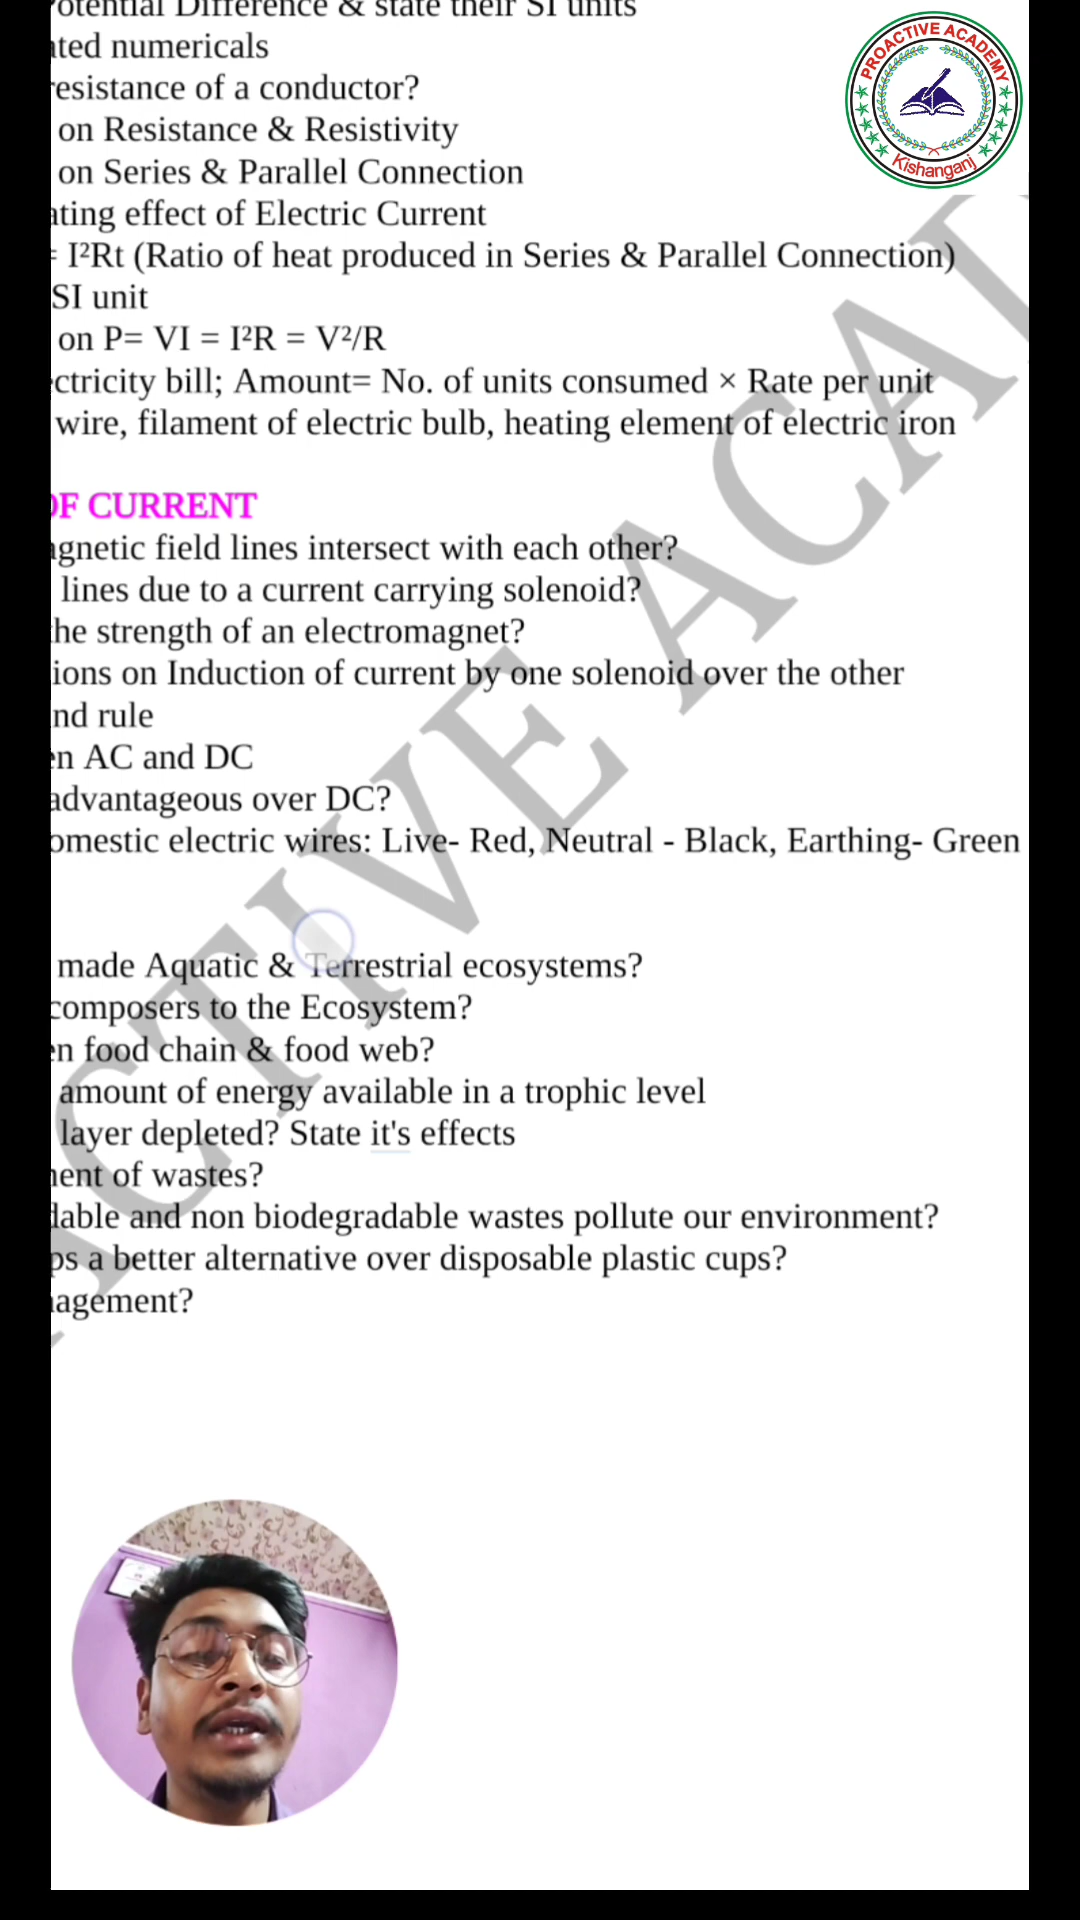 Potential Difference & state their SI units
ated numericals
resistance of a conductor?
on Resistance & Resistivity
on Series & Parallel Connection
ating effect of Electric Current
= I²Rt (Ratio of heat produced in Series & Parallel Connection)
SI unit
on P= VI = I²R = V²/R
ectricity bill; Amount= No. of units consumed × Rate per unit
wire, filament of electric bulb, heating element of electric iron
OF CURRENT
agnetic field lines intersect with each other?
lines due to a current carrying solenoid?
the strength of an electromagnet?
ions on Induction of current by one solenoid over the other
nd rule
en AC and DC
advantageous over DC?
omestic electric wires: Live- Red, Neutral - Black, Earthing- Green
made Aquatic & Terrestrial ecosystems?
composers to the Ecosystem?
en food chain & food web?
amount of energy available in a trophic level
layer depleted? State it's effects
ment of wastes?
dable and non biodegradable wastes pollute our environment?
ps a better alternative over disposable plastic cups?
nagement?
PROACTIVE ACADEMY
Kishanganj
ACTIVE ACA